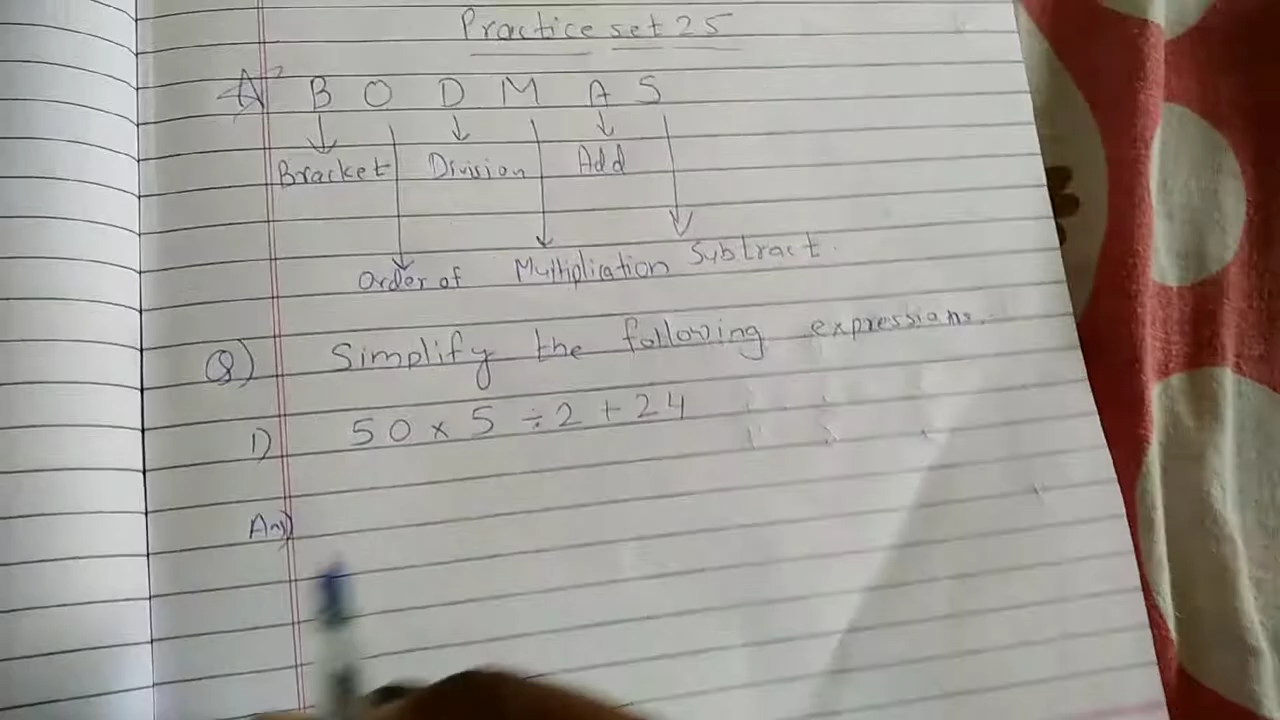 Practice set 25
A B O D M A S
Bracket Division Add
Order of Multiplication Subtract.
Q) Simplify the following expressions.
1) 50 × 5 ÷ 2 + 24
Ans)